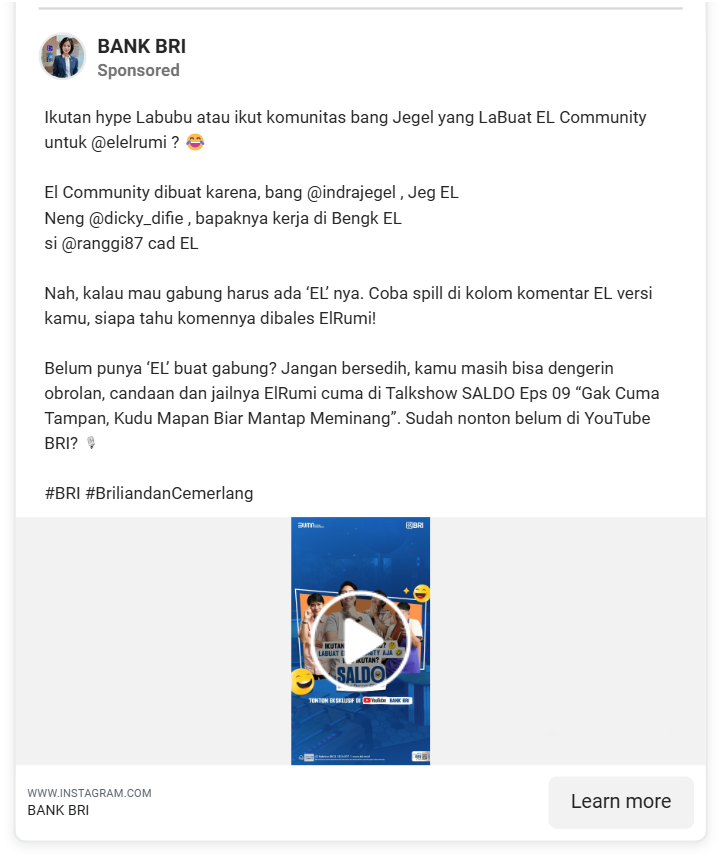 BANK BRI
Sponsored
Ikutan hype Labubu atau ikut komunitas bang Jegel yang LaBuat EL Community
untuk @elelrumi ? 😂
El Community dibuat karena, bang @indrajegel , Jeg EL
Neng @dicky_difie , bapaknya kerja di Bengk EL
si @ranggi87 cad EL
Nah, kalau mau gabung harus ada ‘EL’ nya. Coba spill di kolom komentar EL versi
kamu, siapa tahu komennya dibales ElRumi!
Belum punya ‘EL’ buat gabung? Jangan bersedih, kamu masih bisa dengerin
obrolan, candaan dan jailnya ElRumi cuma di Talkshow SALDO Eps 09 “Gak Cuma
Tampan, Kudu Mapan Biar Mantap Meminang”. Sudah nonton belum di YouTube
BRI? 🎙
#BRI #BriliandanCemerlang
BUMN
BRI
IKUTAN
LABUAT
IKUTAN?
SALDO
TONTON EKSKLUSIF DI YouTube BANK BRI
WWW.INSTAGRAM.COM
BANK BRI
Learn more